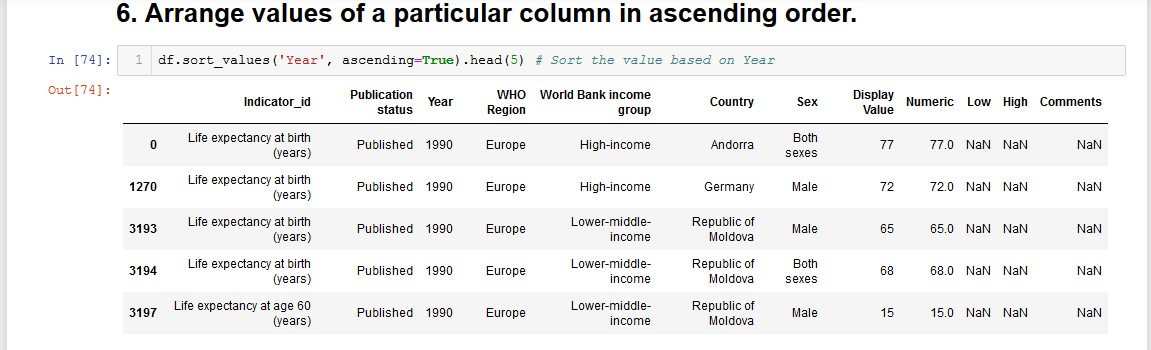 6. Arrange values of a particular column in ascending order.
In [74]: 1 df.sort_values('Year', ascending=True).head(5) # Sort the value based on Year
Out[74]:
Indicator_id Publication status Year WHO Region World Bank income group Country Sex Display Value Numeric Low High Comments
0 Life expectancy at birth (years) Published 1990 Europe High-income Andorra Both sexes 77 77.0 NaN NaN NaN
1270 Life expectancy at birth (years) Published 1990 Europe High-income Germany Male 72 72.0 NaN NaN NaN
3193 Life expectancy at birth (years) Published 1990 Europe Lower-middle-income Republic of Moldova Male 65 65.0 NaN NaN NaN
3194 Life expectancy at birth (years) Published 1990 Europe Lower-middle-income Republic of Moldova Both sexes 68 68.0 NaN NaN NaN
3197 Life expectancy at age 60 (years) Published 1990 Europe Lower-middle-income Republic of Moldova Male 15 15.0 NaN NaN NaN